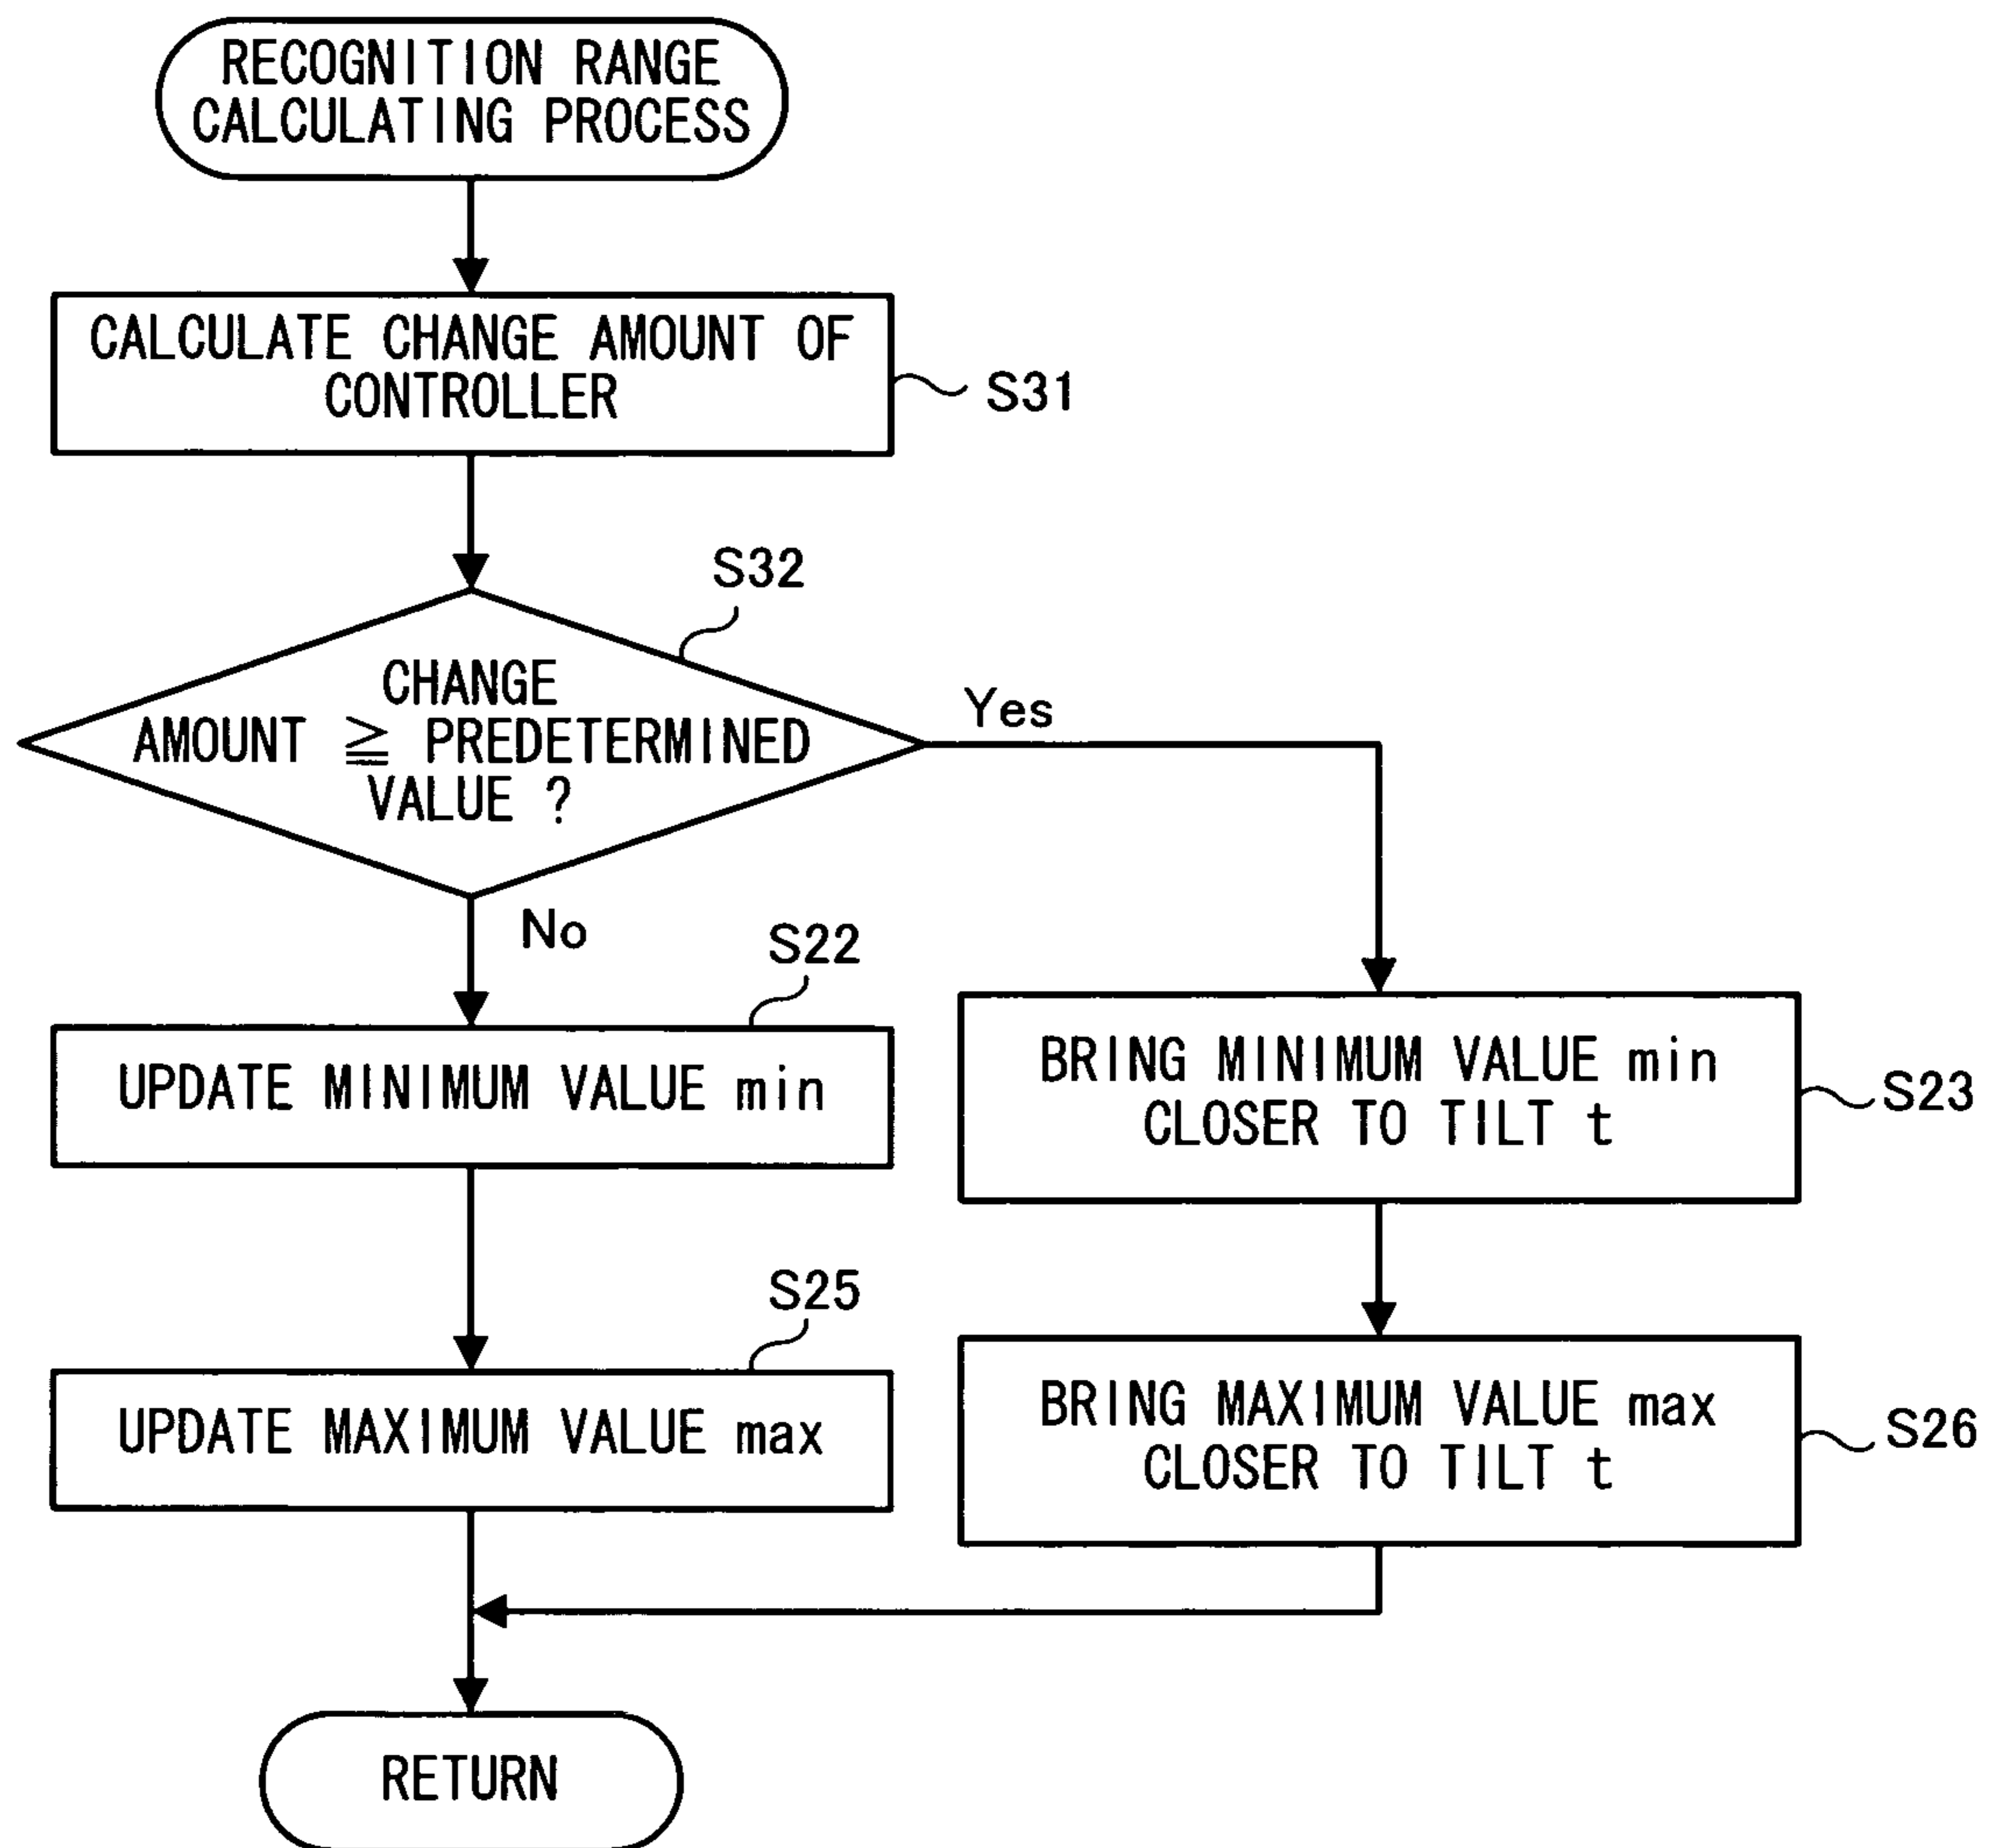 RECOGNITION RANGE
CALCULATING PROCESS
CALCULATE CHANGE AMOUNT OF
CONTROLLER
S31
S32
CHANGE
AMOUNT ≧ PREDETERMINED
VALUE ?
Yes
No
S22
UPDATE MINIMUM VALUE min
BRING MINIMUM VALUE min
CLOSER TO TILT t
S23
S25
UPDATE MAXIMUM VALUE max
BRING MAXIMUM VALUE max
CLOSER TO TILT t
S26
RETURN